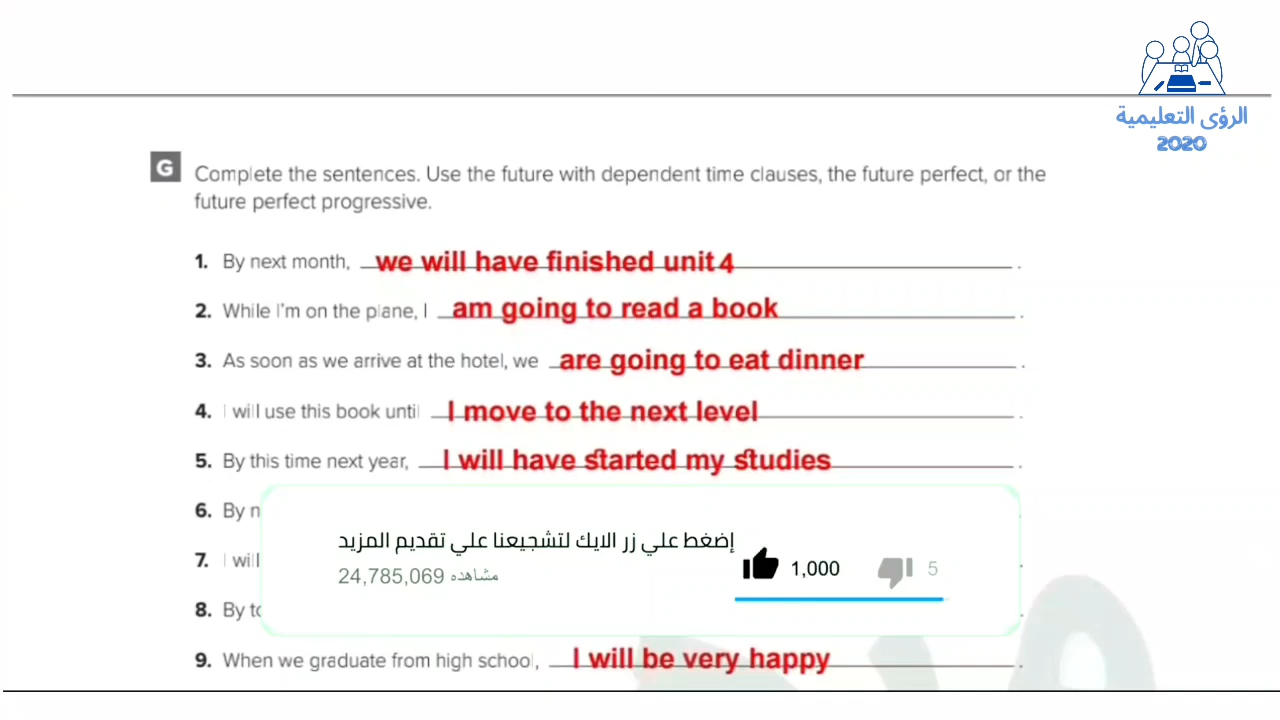 الرؤى التعليمية
2020
G Complete the sentences. Use the future with dependent time clauses, the future perfect, or the
future perfect progressive.
1. By next month, we will have finished unit 4 .
2. While I'm on the plane, I am going to read a book .
3. As soon as we arrive at the hotel, we are going to eat dinner .
4. I will use this book until I move to the next level .
5. By this time next year, I will have started my studies .
6. By
7. I will
8. By
إضغط علي زر الايك لتشجيعنا علي تقديم المزيد
24,785,069 مشاهده
1,000 5
9. When we graduate from high school, I will be very happy .